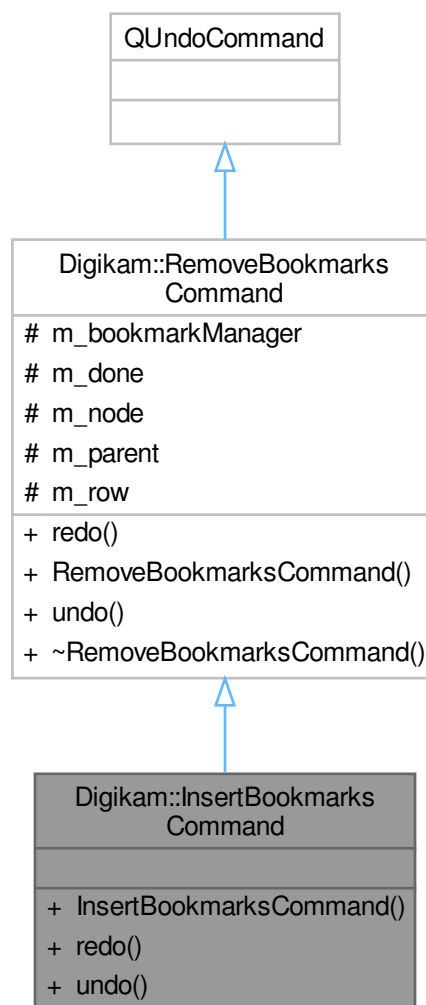 QUndoCommand
Digikam::RemoveBookmarks
Command
# m_bookmarkManager
# m_done
# m_node
# m_parent
# m_row
+ redo()
+ RemoveBookmarksCommand()
+ undo()
+ ~RemoveBookmarksCommand()
Digikam::InsertBookmarks
Command
+ InsertBookmarksCommand()
+ redo()
+ undo()